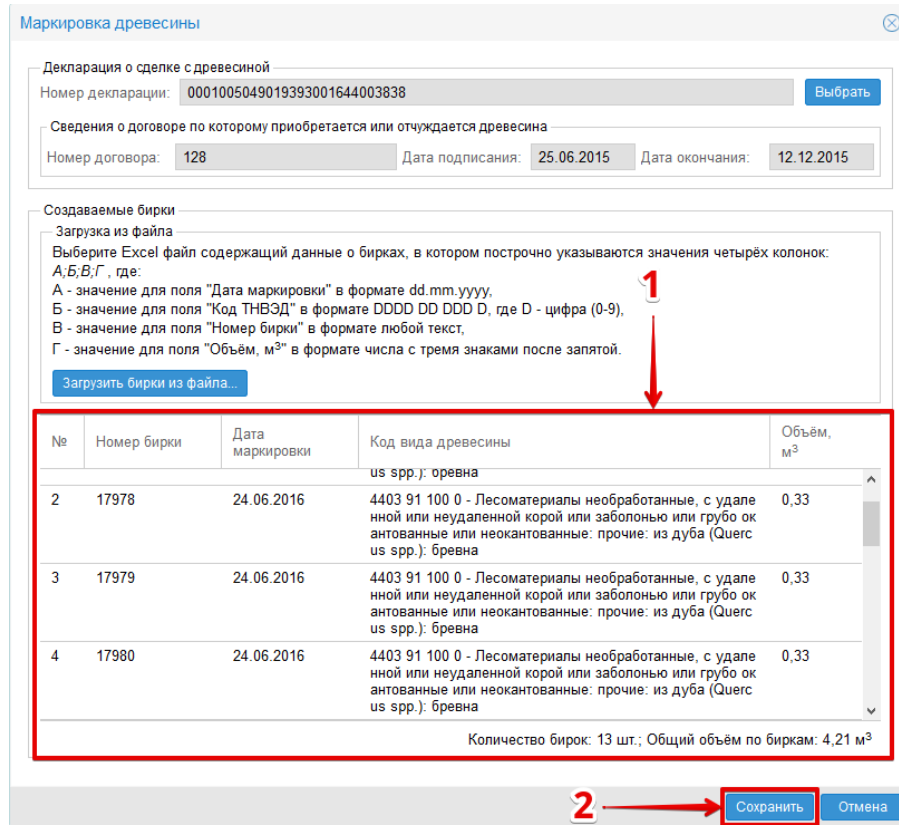 Маркировка древесины
Декларация о сделке с древесиной
Номер декларации: 0001005049019393001644003838 Выбрать
Сведения о договоре по которому приобретается или отчуждается древесина
Номер договора: 128 Дата подписания: 25.06.2015 Дата окончания: 12.12.2015
Создаваемые бирки
Загрузка из файла
Выберите Excel файл содержащий данные о бирках, в котором построчно указываются значения четырёх колонок:
А;Б;В;Г , где:
А - значение для поля "Дата маркировки" в формате dd.mm.yyyy,
Б - значение для поля "Код ТНВЭД" в формате DDDD DD DDD D, где D - цифра (0-9),
В - значение для поля "Номер бирки" в формате любой текст,
Г - значение для поля "Объём, м³" в формате числа с тремя знаками после запятой.
1
Загрузить бирки из файла...
№ Номер бирки Дата маркировки Код вида древесины Объём, м³
us spp.): бревна
2 17978 24.06.2016 4403 91 100 0 - Лесоматериалы необработанные, с удале 0,33
нной или неудаленной корой или заболонью или грубо ок
антованные или неокантованные: прочие: из дуба (Querc
us spp.): бревна
3 17979 24.06.2016 4403 91 100 0 - Лесоматериалы необработанные, с удале 0,33
нной или неудаленной корой или заболонью или грубо ок
антованные или неокантованные: прочие: из дуба (Querc
us spp.): бревна
4 17980 24.06.2016 4403 91 100 0 - Лесоматериалы необработанные, с удале 0,33
нной или неудаленной корой или заболонью или грубо ок
антованные или неокантованные: прочие: из дуба (Querc
us spp.): бревна
Количество бирок: 13 шт.; Общий объём по биркам: 4,21 м³
2 Сохранить Отмена